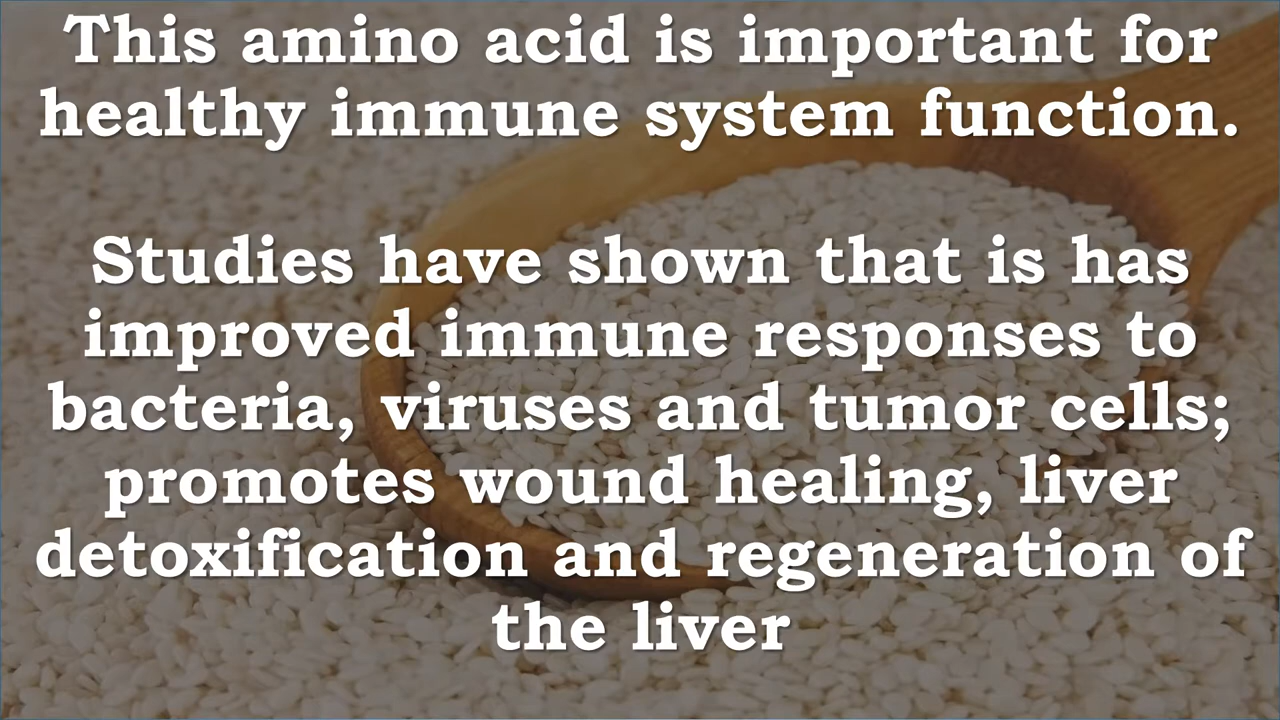 This amino acid is important for
healthy immune system function.
Studies have shown that is has
improved immune responses to
bacteria, viruses and tumor cells;
promotes wound healing, liver
detoxification and regeneration of
the liver